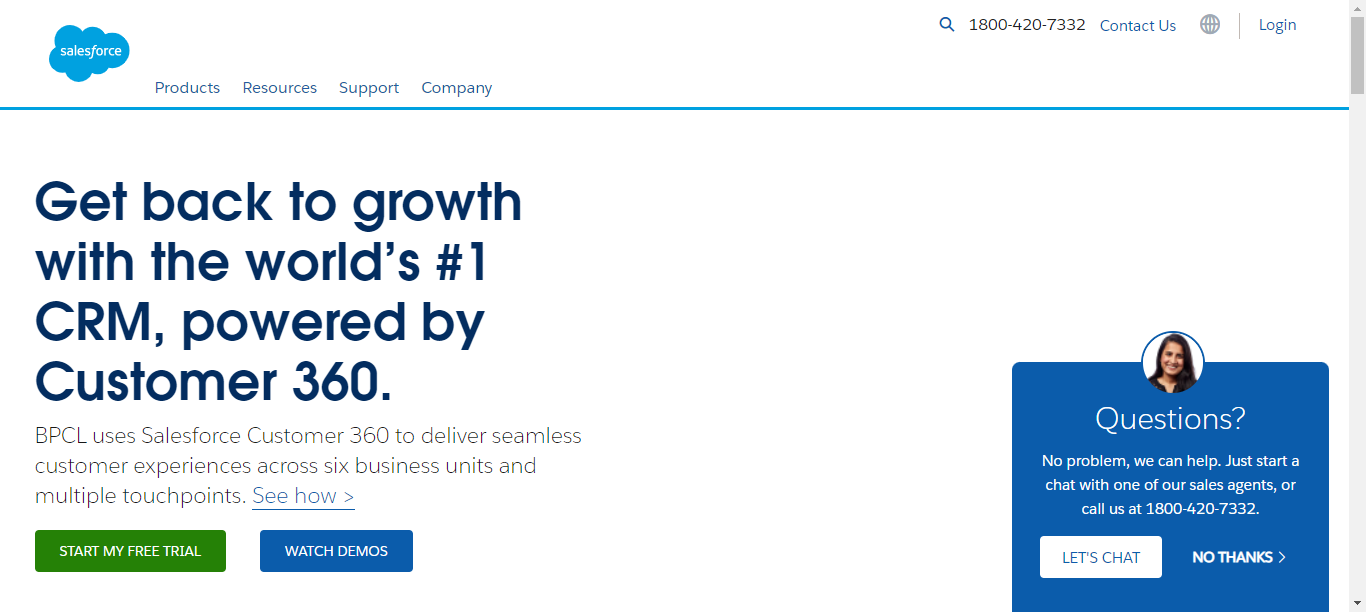 salesforce
1800-420-7332 Contact Us Login
Products Resources Support Company
Get back to growth
with the world’s #1
CRM, powered by
Customer 360.
BPCL uses Salesforce Customer 360 to deliver seamless
customer experiences across six business units and
multiple touchpoints. See how >
START MY FREE TRIAL WATCH DEMOS
Questions?
No problem, we can help. Just start a
chat with one of our sales agents, or
call us at 1800-420-7332.
LET'S CHAT NO THANKS >